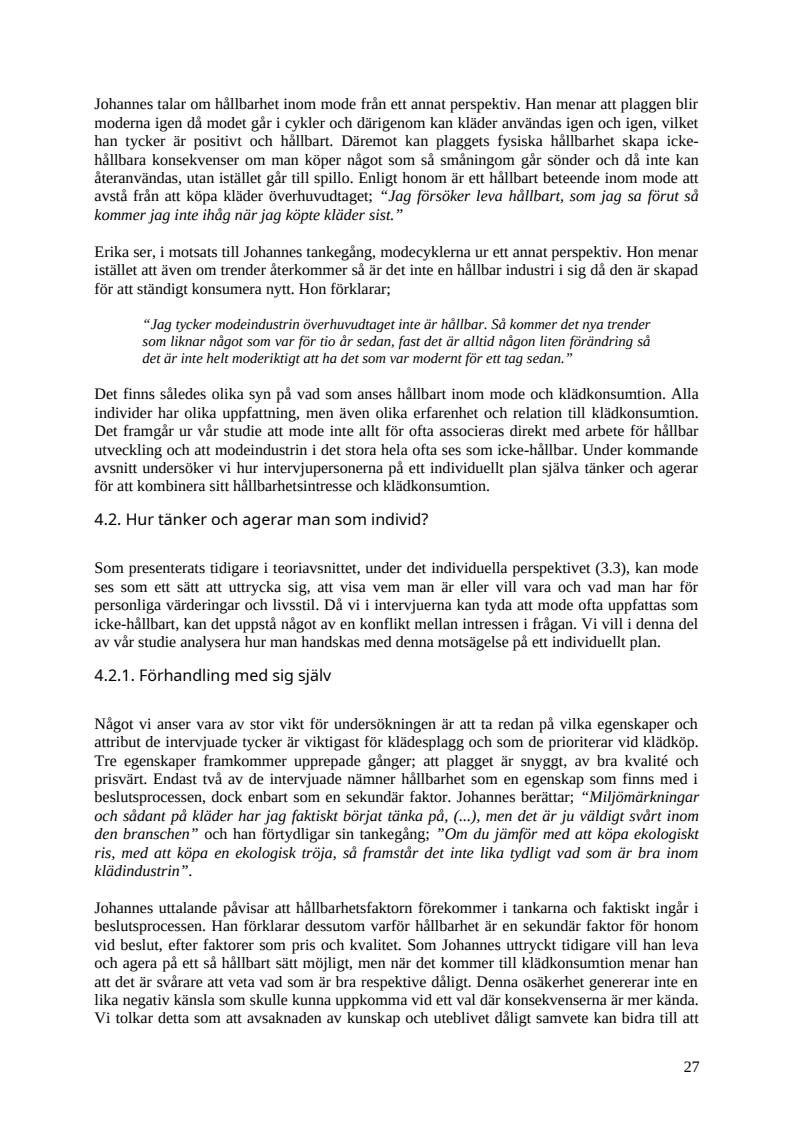 Johannes talar om hållbarhet inom mode från ett annat perspektiv. Han menar att plaggen blir
moderna igen då modet går i cykler och därigenom kan kläder användas igen och igen, vilket
han tycker är positivt och hållbart. Däremot kan plaggets fysiska hållbarhet skapa icke-
hållbara konsekvenser om man köper något som så småningom går sönder och då inte kan
återanvändas, utan istället går till spillo. Enligt honom är ett hållbart beteende inom mode att
avstå från att köpa kläder överhuvudtaget; “Jag försöker leva hållbart, som jag sa förut så
kommer jag inte ihåg när jag köpte kläder sist.”
Erika ser, i motsats till Johannes tankegång, modecyklerna ur ett annat perspektiv. Hon menar
istället att även om trender återkommer så är det inte en hållbar industri i sig då den är skapad
för att ständigt konsumera nytt. Hon förklarar;
“Jag tycker modeindustrin överhuvudtaget inte är hållbar. Så kommer det nya trender
som liknar något som var för tio år sedan, fast det är alltid någon liten förändring så
det är inte helt moderiktigt att ha det som var modernt för ett tag sedan.”
Det finns således olika syn på vad som anses hållbart inom mode och klädkonsumtion. Alla
individer har olika uppfattning, men även olika erfarenhet och relation till klädkonsumtion.
Det framgår ur vår studie att mode inte allt för ofta associeras direkt med arbete för hållbar
utveckling och att modeindustrin i det stora hela ofta ses som icke-hållbar. Under kommande
avsnitt undersöker vi hur intervjupersonerna på ett individuellt plan själva tänker och agerar
för att kombinera sitt hållbarhetsintresse och klädkonsumtion.
4.2. Hur tänker och agerar man som individ?
Som presenterats tidigare i teoriavsnittet, under det individuella perspektivet (3.3), kan mode
ses som ett sätt att uttrycka sig, att visa vem man är eller vill vara och vad man har för
personliga värderingar och livsstil. Då vi i intervjuerna kan tyda att mode ofta uppfattas som
icke-hållbart, kan det uppstå något av en konflikt mellan intressen i frågan. Vi vill i denna del
av vår studie analysera hur man handskas med denna motsägelse på ett individuellt plan.
4.2.1. Förhandling med sig själv
Något vi anser vara av stor vikt för undersökningen är att ta redan på vilka egenskaper och
attribut de intervjuade tycker är viktigast för klädesplagg och som de prioriterar vid klädköp.
Tre egenskaper framkommer upprepade gånger; att plagget är snyggt, av bra kvalité och
prisvärt. Endast två av de intervjuade nämner hållbarhet som en egenskap som finns med i
beslutsprocessen, dock enbart som en sekundär faktor. Johannes berättar; “Miljömärkningar
och sådant på kläder har jag faktiskt börjat tänka på, (...), men det är ju väldigt svårt inom
den branschen” och han förtydligar sin tankegång; ”Om du jämför med att köpa ekologiskt
ris, med att köpa en ekologisk tröja, så framstår det inte lika tydligt vad som är bra inom
klädindustrin”.
Johannes uttalande påvisar att hållbarhetsfaktorn förekommer i tankarna och faktiskt ingår i
beslutsprocessen. Han förklarar dessutom varför hållbarhet är en sekundär faktor för honom
vid beslut, efter faktorer som pris och kvalitet. Som Johannes uttryckt tidigare vill han leva
och agera på ett så hållbart sätt möjligt, men när det kommer till klädkonsumtion menar han
att det är svårare att veta vad som är bra respektive dåligt. Denna osäkerhet genererar inte en
lika negativ känsla som skulle kunna uppkomma vid ett val där konsekvenserna är mer kända.
Vi tolkar detta som att avsaknaden av kunskap och uteblivet dåligt samvete kan bidra till att
27